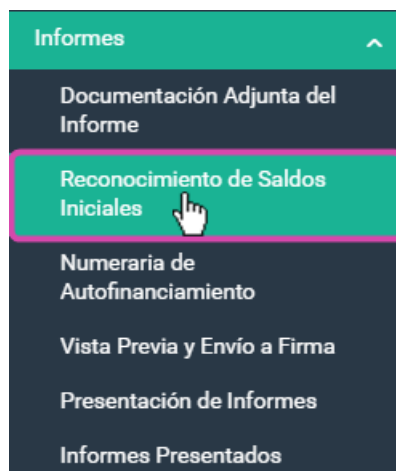 Informes
Documentación Adjunta del
Informe
Reconocimiento de Saldos
Iniciales
Numeraria de
Autofinanciamiento
Vista Previa y Envío a Firma
Presentación de Informes
Informes Presentados